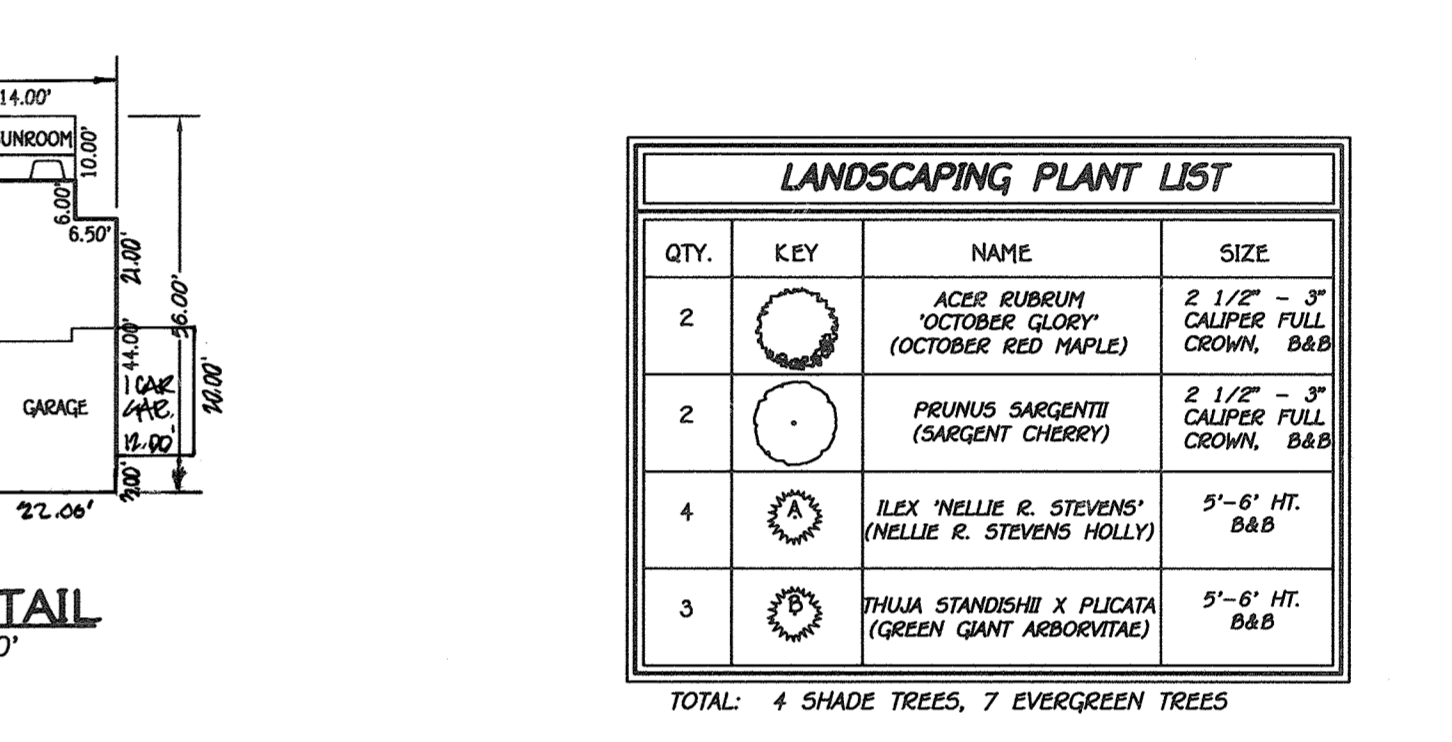 14.00'
UNROOM
10.00'
6.00'
6.50'
21.00'
56.00'
44.00'
1 CAR
GAR.
12.00'
20.00'
GARAGE
2.00'
22.00'
TAIL
0'
LANDSCAPING PLANT LIST
QTY. KEY NAME SIZE
2
ACER RUBRUM
'OCTOBER GLORY'
(OCTOBER RED MAPLE)
2 1/2" - 3"
CALIPER FULL
CROWN, B&B
2
PRUNUS SARGENTII
(SARGENT CHERRY)
2 1/2" - 3"
CALIPER FULL
CROWN, B&B
4
A
ILEX 'NELLIE R. STEVENS'
(NELLIE R. STEVENS HOLLY)
5'-6' HT.
B&B
3
B
THUJA STANDISHII X PLICATA
(GREEN GIANT ARBORVITAE)
5'-6' HT.
B&B
TOTAL: 4 SHADE TREES, 7 EVERGREEN TREES